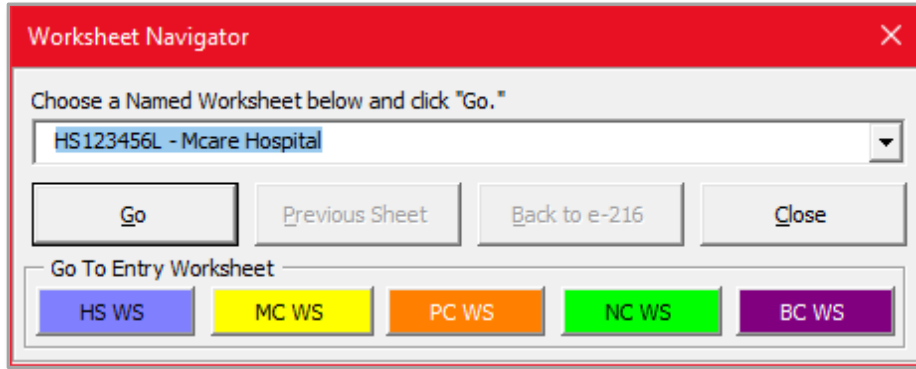 Worksheet Navigator
Choose a Named Worksheet below and click "Go."
HS123456L - Mcare Hospital
Go Previous Sheet Back to e-216 Close
Go To Entry Worksheet
HS WS MC WS PC WS NC WS BC WS